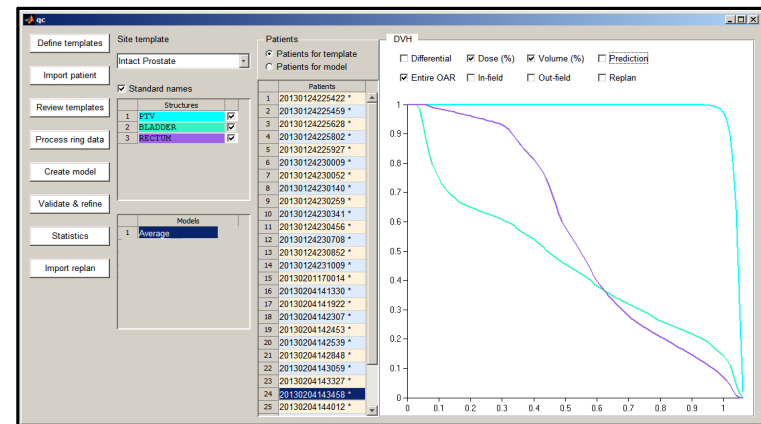 qc
Define templates
Import patient
Review templates
Process ring data
Create model
Validate & refine
Statistics
Import replan
Site template
Intact Prostate
Standard names
Structures
1 PTV
2 BLADDER
3 RECTUM
Models
1 Average
Patients
Patients for template
Patients for model
Patients
1 20130124225422 *
2 20130124225459 *
3 20130124225628 *
4 20130124225802 *
5 20130124225927 *
6 20130124230009 *
7 20130124230052 *
8 20130124230140 *
9 20130124230259 *
10 20130124230341 *
11 20130124230456 *
12 20130124230708 *
13 20130124230852 *
14 20130124231009 *
15 20130201170014 *
16 20130204141330 *
17 20130204141922 *
18 20130204142307 *
19 20130204142453 *
20 20130204142539 *
21 20130204142848 *
22 20130204143059 *
23 20130204143327 *
24 20130204143458 *
25 20130204144012 *
DVH
Differential Dose (%) Volume (%) Prediction
Entire OAR In-field Out-field Replan
1
0.9
0.8
0.7
0.6
0.5
0.4
0.3
0.2
0.1
0
0 0.1 0.2 0.3 0.4 0.5 0.6 0.7 0.8 0.9 1